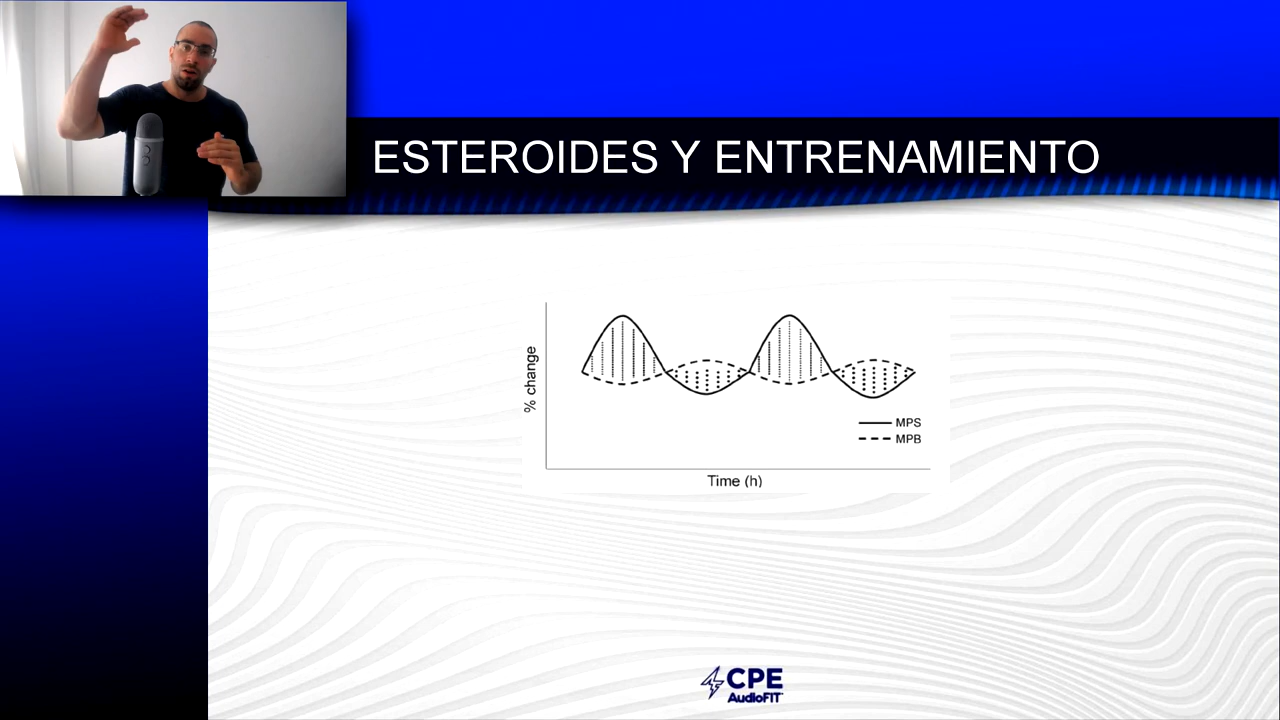 ESTEROIDES Y ENTRENAMIENTO
% change
MPS
MPB
Time (h)
CPE
AudioFIT